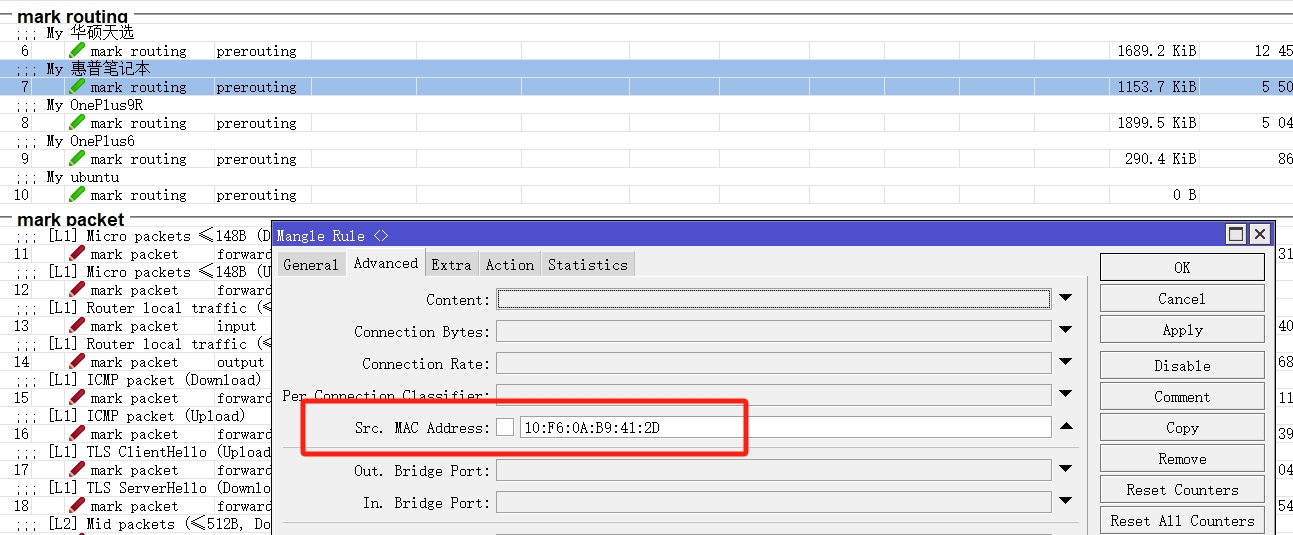 mark routing
;;; My 华硕天选
6 mark routing prerouting 1689.2 KiB 12 45
;;; My 惠普笔记本
7 mark routing prerouting 1153.7 KiB 5 50
;;; My OnePlus9R
8 mark routing prerouting 1899.5 KiB 5 04
;;; My OnePlus6
9 mark routing prerouting 290.4 KiB 86
;;; My ubuntu
10 mark routing prerouting 0 B
mark packet
;;; [L1] Micro packets ≤148B (D
11 mark packet forward 31
;;; [L1] Micro packets ≤148B (U
12 mark packet forward
;;; [L1] Router local traffic (≤
13 mark packet input 40
;;; [L1] Router local traffic (≤
14 mark packet output 68
;;; [L1] ICMP packet (Download)
15 mark packet forward 11
;;; [L1] ICMP packet (Upload)
16 mark packet forward 39
;;; [L1] TLS ClientHello (Upload
17 mark packet forward 04
;;; [L1] TLS ServerHello (Downlo
18 mark packet forward 54
;;; [L2] Mid packets (≤512B, Do
Mangle Rule <>
General Advanced Extra Action Statistics
Content:
Connection Bytes:
Connection Rate:
Per Connection Classifier:
Src. MAC Address: 10:F6:0A:B9:41:2D
Out. Bridge Port:
In. Bridge Port:
OK
Cancel
Apply
Disable
Comment
Copy
Remove
Reset Counters
Reset All Counters